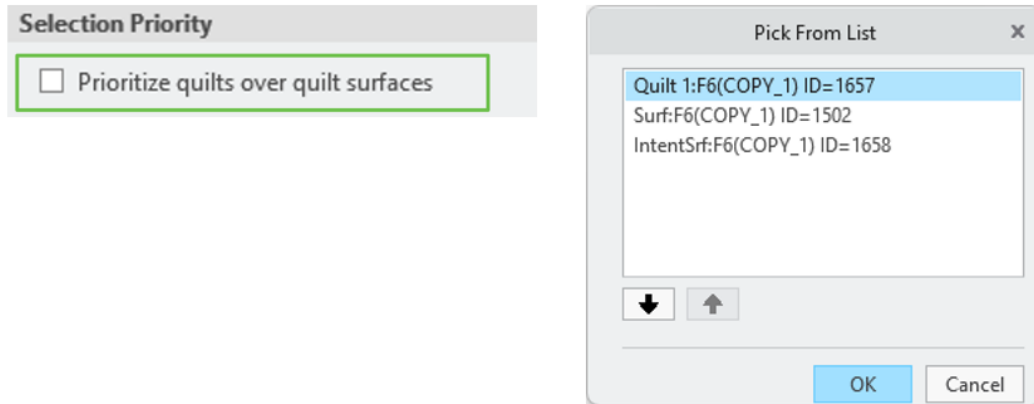 Selection Priority
Prioritize quilts over quilt surfaces
Pick From List
Quilt 1:F6(COPY_1) ID=1657
Surf:F6(COPY_1) ID=1502
IntentSrf:F6(COPY_1) ID=1658
OK
Cancel